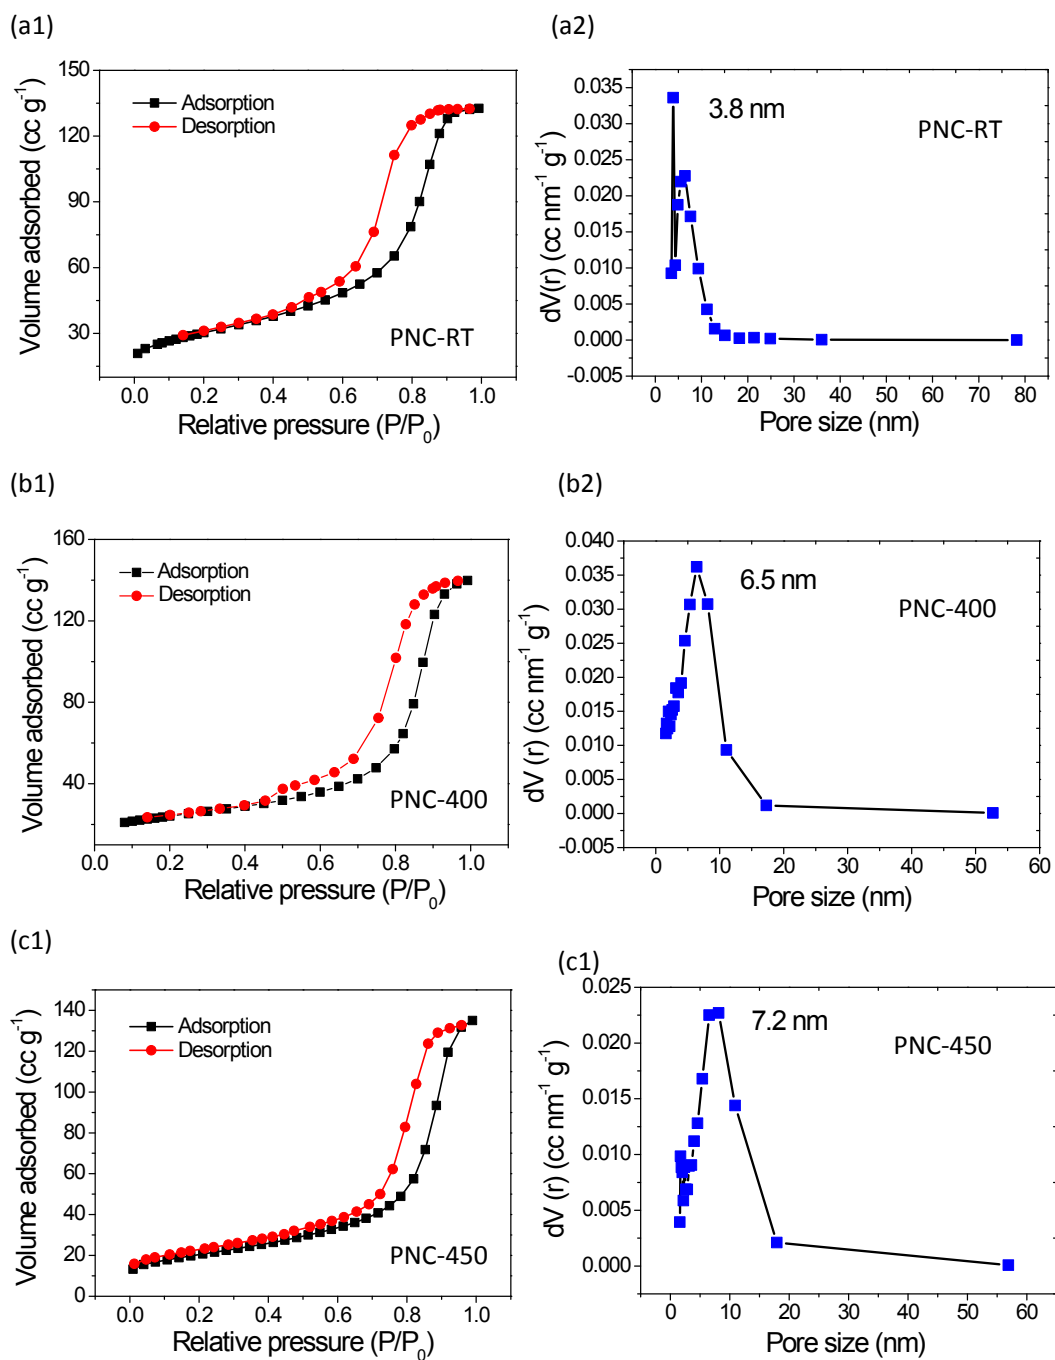 (a1)
150
120
90
60
30
Volume adsorbed (cc g⁻¹)
Adsorption
Desorption
PNC-RT
0.0 0.2 0.4 0.6 0.8 1.0
Relative pressure (P/P₀)
(a2)
0.035
0.030
0.025
0.020
0.015
0.010
0.005
0.000
-0.005
dV(r) (cc nm⁻¹ g⁻¹)
3.8 nm
PNC-RT
0 10 20 30 40 50 60 70 80
Pore size (nm)
(b1)
160
120
80
40
Volume adsorbed (cc g⁻¹)
Adsorption
Desorption
PNC-400
0.0 0.2 0.4 0.6 0.8 1.0
Relative pressure (P/P₀)
(b2)
0.040
0.035
0.030
0.025
0.020
0.015
0.010
0.005
0.000
-0.005
dV (r) (cc nm⁻¹ g⁻¹)
6.5 nm
PNC-400
0 10 20 30 40 50 60
Pore size (nm)
(c1)
140
120
100
80
60
40
20
0
Volume adsorbed (cc g⁻¹)
Adsorption
Desorption
PNC-450
0.0 0.2 0.4 0.6 0.8 1.0
Relative pressure (P/P₀)
(c1)
0.025
0.020
0.015
0.010
0.005
0.000
dV (r) (cc nm⁻¹ g⁻¹)
7.2 nm
PNC-450
0 10 20 30 40 50 60
Pore size (nm)